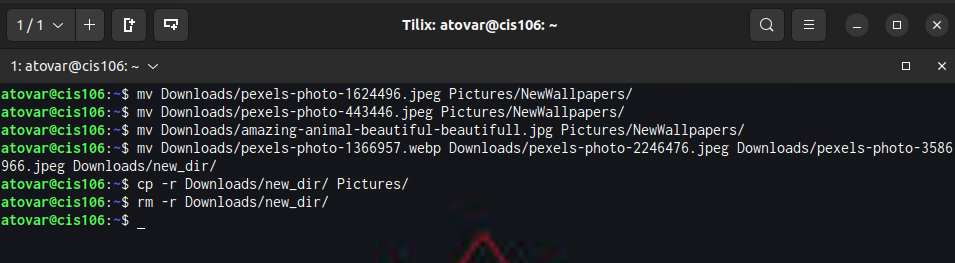 1 / 1
Tilix: atovar@cis106: ~
1: atovar@cis106: ~
atovar@cis106:~$ mv Downloads/pexels-photo-1624496.jpeg Pictures/NewWallpapers/
atovar@cis106:~$ mv Downloads/pexels-photo-443446.jpeg Pictures/NewWallpapers/
atovar@cis106:~$ mv Downloads/amazing-animal-beautiful-beautifull.jpg Pictures/NewWallpapers/
atovar@cis106:~$ mv Downloads/pexels-photo-1366957.webp Downloads/pexels-photo-2246476.jpeg Downloads/pexels-photo-3586
966.jpeg Downloads/new_dir/
atovar@cis106:~$ cp -r Downloads/new_dir/ Pictures/
atovar@cis106:~$ rm -r Downloads/new_dir/
atovar@cis106:~$ _